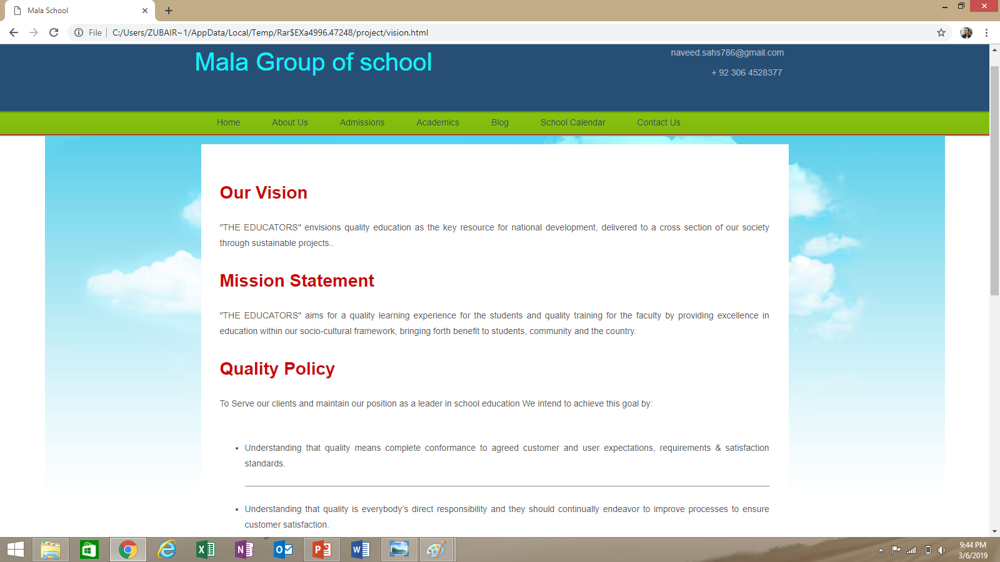 Mala School
File
C:/Users/ZUBAIR~1/AppData/Local/Temp/Rar$EXa4996.47248/project/vision.html
Mala Group of school
naveed.sahs786@gmail.com
+ 92 306 4528377
Home About Us Admissions Academics Blog School Calendar Contact Us
Our Vision
"THE EDUCATORS" envisions quality education as the key resource for national development, delivered to a cross section of our society
through sustainable projects..
Mission Statement
"THE EDUCATORS" aims for a quality learning experience for the students and quality training for the faculty by providing excellence in
education within our socio-cultural framework, bringing forth benefit to students, community and the country.
Quality Policy
To Serve our clients and maintain our position as a leader in school education We intend to achieve this goal by:
• Understanding that quality means complete conformance to agreed customer and user expectations, requirements & satisfaction
standards.
• Understanding that quality is everybody’s direct responsibility and they should continually endeavor to improve processes to ensure
customer satisfaction.
9:44 PM
3/6/2019